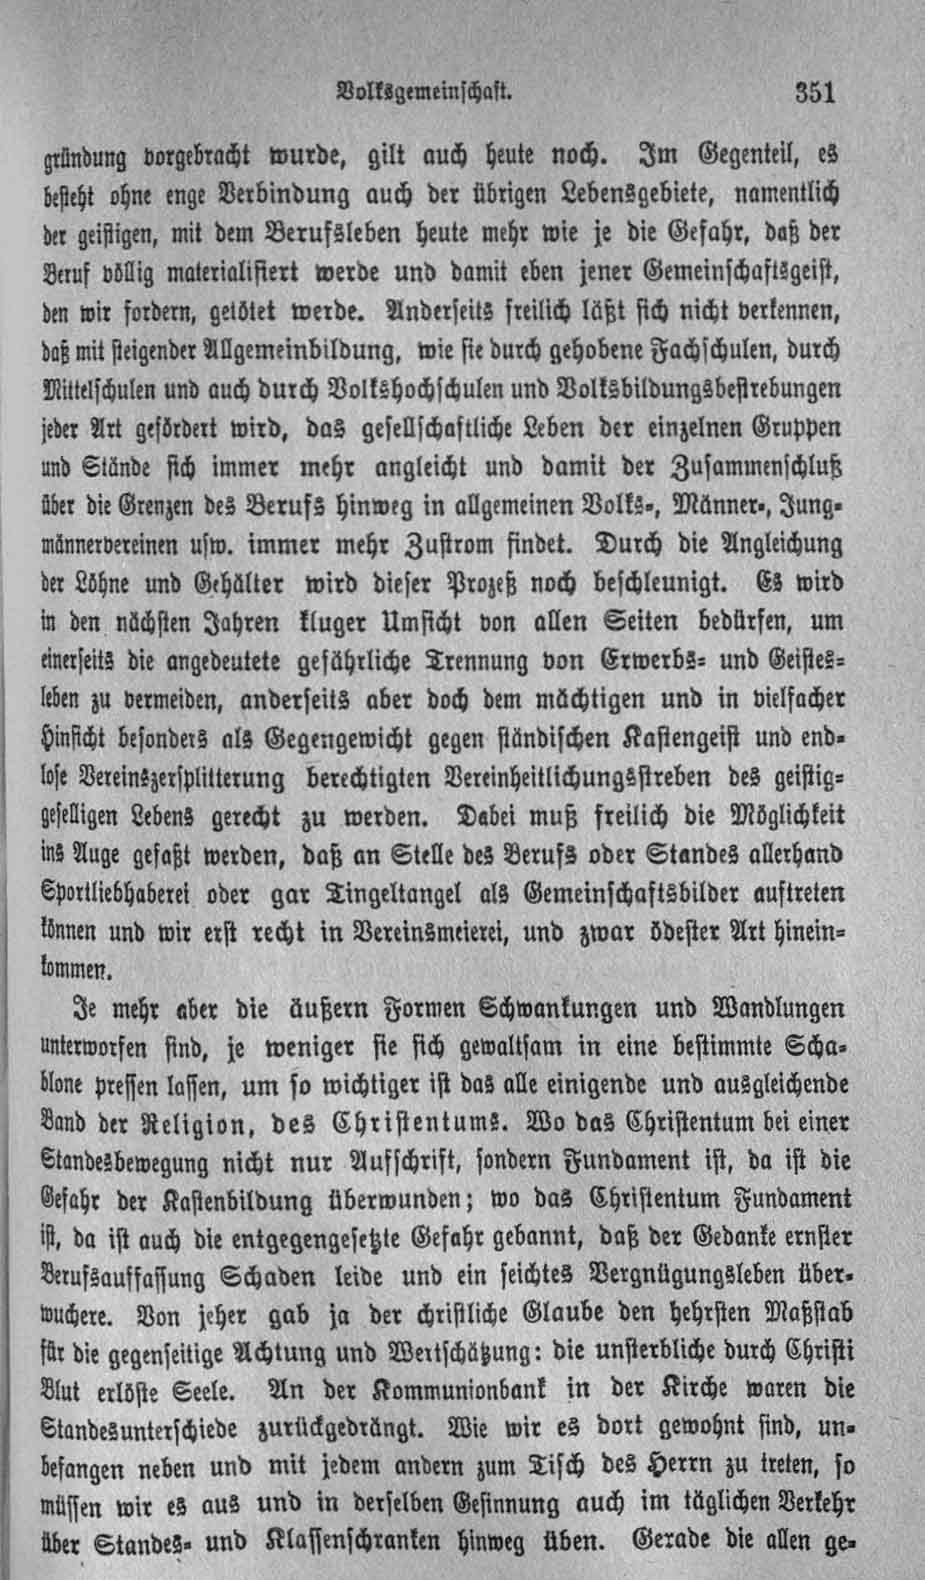 Volksgemeinschaft. 351
gründung vorgebracht wurde, gilt auch heute noch. Im Gegenteil, es
besteht ohne enge Verbindung auch der übrigen Lebensgebiete, namentlich
der geistigen, mit dem Berufsleben heute mehr wie je die Gefahr, daß der
Beruf völlig materialisiert werde und damit eben jener Gemeinschaftsgeist,
den wir fordern, getötet werde. Anderseits freilich läßt sich nicht verkennen,
daß mit steigender Allgemeinbildung, wie sie durch gehobene Fachschulen, durch
Mittelschulen und auch durch Volkshochschulen und Volksbildungsbestrebungen
jeder Art gefördert wird, das gesellschaftliche Leben der einzelnen Gruppen
und Stände sich immer mehr angleicht und damit der Zusammenschluß
über die Grenzen des Berufs hinweg in allgemeinen Volks-, Männer-, Jung-
männervereinen usw. immer mehr Zustrom findet. Durch die Angleichung
der Löhne und Gehälter wird dieser Prozeß noch beschleunigt. Es wird
in den nächsten Jahren kluger Umsicht von allen Seiten bedürfen, um
einerseits die angedeutete gefährliche Trennung von Erwerbs- und Geistes-
leben zu vermeiden, anderseits aber doch dem mächtigen und in vielfacher
Hinsicht besonders als Gegengewicht gegen ständischen Kastengeist und end-
lose Vereinszersplitterung berechtigten Vereinheitlichungsstreben des geistig-
geselligen Lebens gerecht zu werden. Dabei muß freilich die Möglichkeit
ins Auge gefaßt werden, daß an Stelle des Berufs oder Standes allerhand
Sportliebhaberei oder gar Tingeltangel als Gemeinschaftsbilder auftreten
können und wir erst recht in Vereinsmeierei, und zwar ödester Art hinein-
kommen.
Je mehr aber die äußern Formen Schwankungen und Wandlungen
unterworfen sind, je weniger sie sich gewaltsam in eine bestimmte Scha-
blone pressen lassen, um so wichtiger ist das alle einigende und ausgleichende
Band der Religion, des Christentums. Wo das Christentum bei einer
Standesbewegung nicht nur Aufschrift, sondern Fundament ist, da ist die
Gefahr der Kastenbildung überwunden; wo das Christentum Fundament
ist, da ist auch die entgegengesetzte Gefahr gebannt, daß der Gedanke ernster
Berufsauffassung Schaden leide und ein seichtes Vergnügungsleben über-
wuchere. Von jeher gab ja der christliche Glaube den hehrsten Maßstab
für die gegenseitige Achtung und Wertschätzung: die unsterbliche durch Christi
Blut erlöste Seele. An der Kommunionbank in der Kirche waren die
Standesunterschiede zurückgedrängt. Wie wir es dort gewohnt sind, un-
befangen neben und mit jedem andern zum Tisch des Herrn zu treten, so
müssen wir es aus und in derselben Gesinnung auch im täglichen Verkehr
über Standes- und Klassenschranken hinweg üben. Gerade die allen ge-